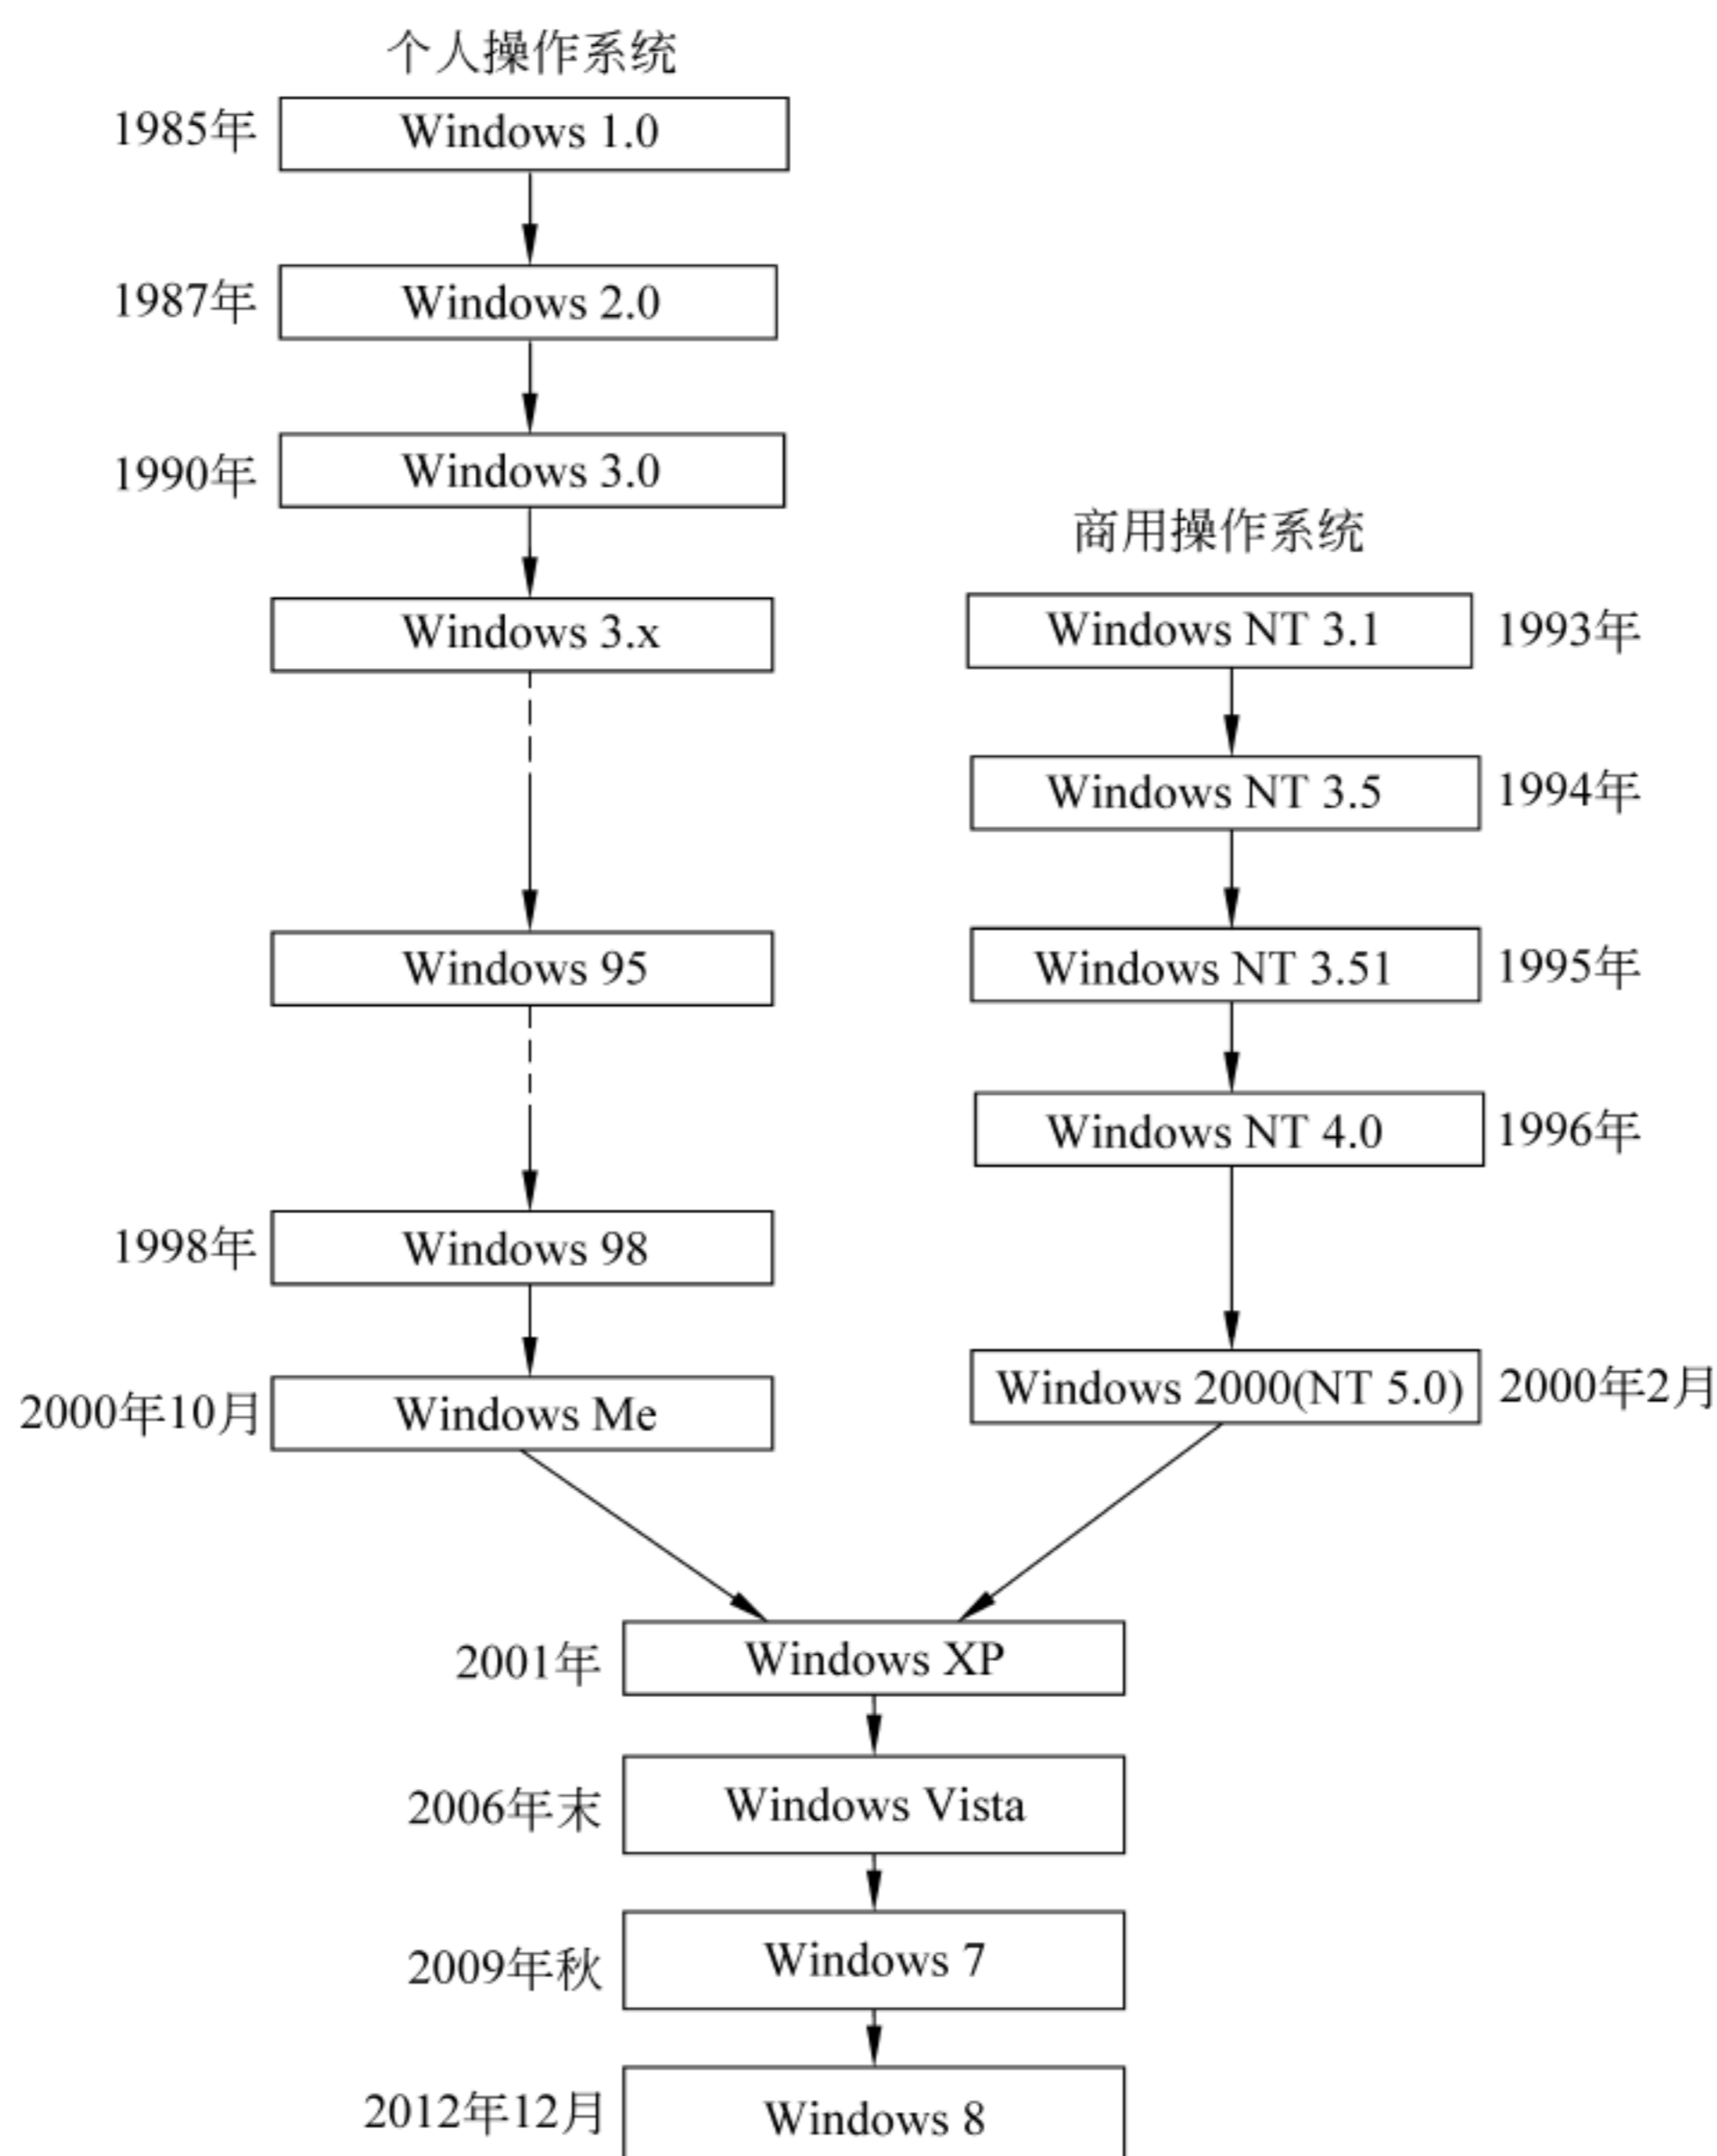 个人操作系统
1985年 Windows 1.0
1987年 Windows 2.0
1990年 Windows 3.0
商用操作系统
Windows 3.x
Windows NT 3.1 1993年
Windows NT 3.5 1994年
Windows 95
Windows NT 3.51 1995年
Windows NT 4.0 1996年
1998年 Windows 98
Windows 2000(NT 5.0) 2000年2月
2000年10月 Windows Me
2001年 Windows XP
2006年末 Windows Vista
2009年秋 Windows 7
2012年12月 Windows 8